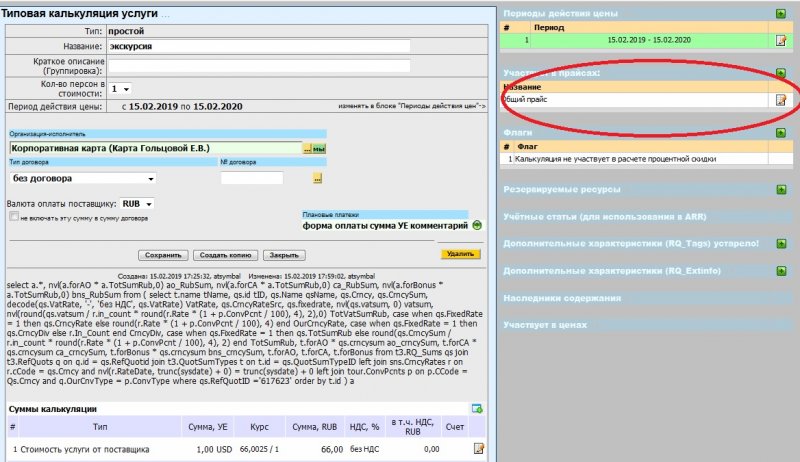 Типовая калькуляция услуги ...
Тип: простой
Название: экскурсия
Краткое описание
(Группировка):
Кол-во персон в
стоимости: 1
Период действия цены: с 15.02.2019 по 15.02.2020 изменять в блоке "Периоды действия цен"->
Организация-исполнитель
Корпоративная карта (Карта Гольцовой Е.В.) ... мы
Тип договора № договора
без договора ...
Валюта оплаты поставщику: RUB
не включать эту сумму в сумму договора
Плановые платежи
форма оплаты сумма УЕ комментарий
Сохранить Создать копию Закрыть Удалить
Создана: 15.02.2019 17:25:32, atsymbal Изменена: 15.02.2019 17:59:02, atsymbal
select a.*, nvl(a.forAO * a.TotSumRub,0) ao_RubSum, nvl(a.forCA * a.TotSumRub,0) ca_RubSum, nvl(a.forBonus *
a.TotSumRub,0) bns_RubSum from ( select t.name tName, qs.id tID, qs.Name qsName, qs.Crncy, qs.CrncySum,
decode(qs.VatRate, '-', 'без НДС', qs.VatRate) VatRate, qs.CrncyRateSrc, qs.fixedrate, nvl(qs.vatsum, 0) vatsum,
nvl(round(qs.vatsum / r.in_count * round(r.Rate * (1 + p.ConvPcnt / 100), 4), 2),0) TotVatSumRub, case when qs.FixedRate
= 1 then qs.CrncyRate else round(r.Rate * (1 + p.ConvPcnt / 100), 4) end OurCrncyRate, case when qs.FixedRate = 1 then
qs.CrncyDiv else r.In_Count end CrncyDiv, case when qs.FixedRate = 1 then qs.TotSumRub else round(qs.CrncySum /
r.in_count * round(r.Rate * (1 + p.ConvPcnt / 100), 4), 2) end TotSumRub, t.forAO * qs.crncysum ao_crncySum, t.forCA *
qs.crncysum ca_crncySum, t.forBonus * qs.crncysum bns_crncySum, t.forAO, t.forCA, t.forBonus from t3.RQ_Sums qs join
t3.RefQuots q on q.id = qs.RefQuotid join t3.QuotSumTypes t on t.id = qs.QuotSumTypeID left join sns.CrncyRates r on
r.cCode = qs.Crncy and nvl(r.RateDate, trunc(sysdate) + 0) = trunc(sysdate) + 0 left join tour.ConvPcnts p on p.CCode =
Qs.Crncy and q.OurCnvType = p.ConvType where qs.RefQuotID ='617623' order by t.id ) a
Суммы калькуляции
# Тип Сумма, УЕ Курс Сумма, RUB НДС, % в т.ч. НДС, RUB Счет
1 Стоимость услуги от поставщика 1,00 USD 66,0025 / 1 66,00 без НДС 0,00
Периоды действия цены
# Период
1 15.02.2019 - 15.02.2020
Участвует в прайсах:
Название
Общий прайс
Флаги
# Флаг
1 Калькуляция не участвует в расчете процентной скидки
Резервируемые ресурсы
Учётные статьи (для использования в ARR)
Дополнительные характеристики (RQ_Tags) устарело!
Дополнительные характеристики (RQ_Extinfo)
Наследники содержания
Участвует в ценах